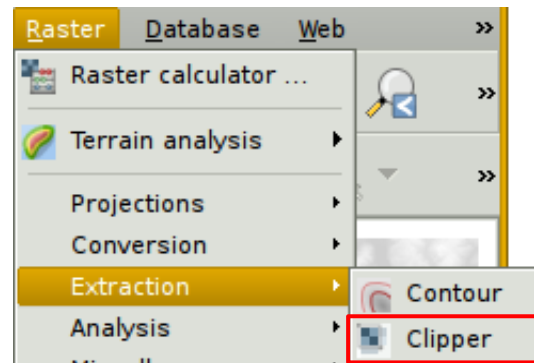 Raster Database Web »
Raster calculator ...
»
Terrain analysis
»
Projections
Conversion
Extraction
Contour
Analysis
Clipper